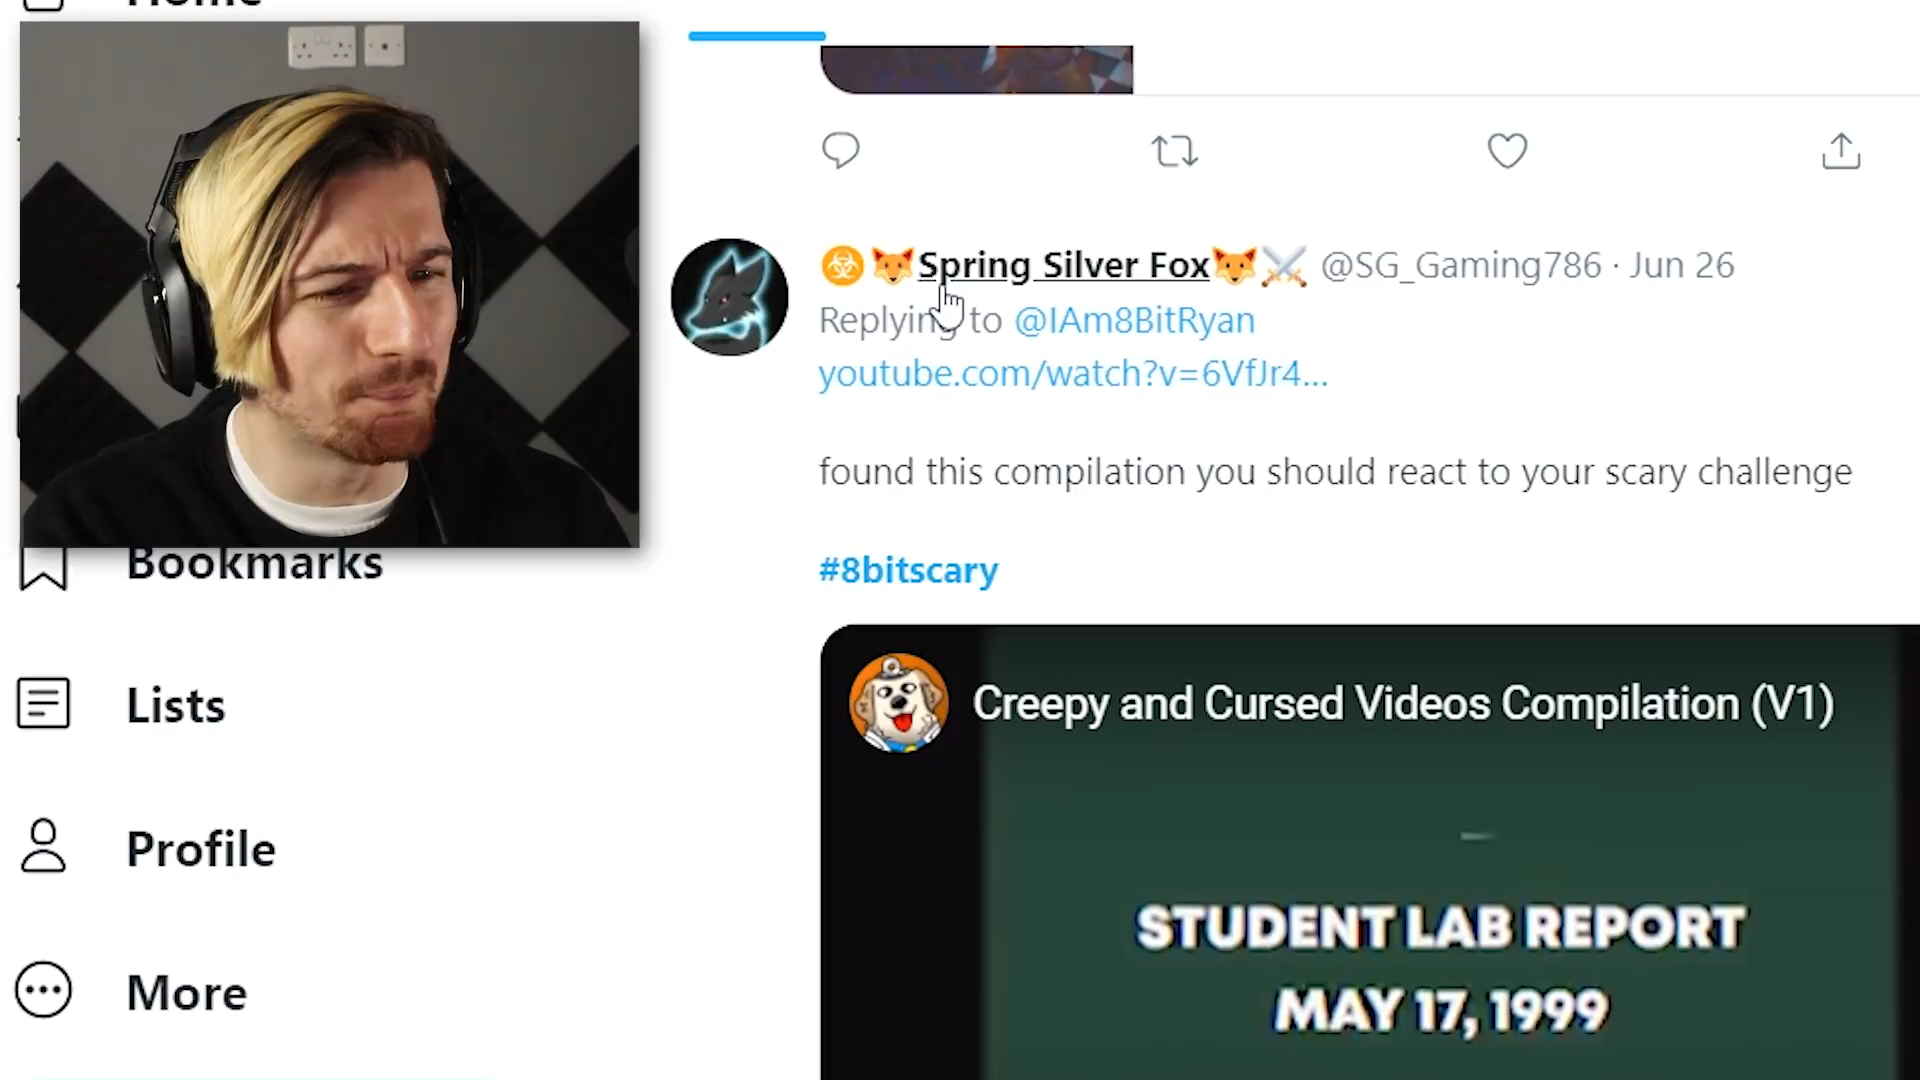 Home
Spring Silver Fox @SG_Gaming786 · Jun 26
Replying to @IAm8BitRyan
youtube.com/watch?v=6VfJr4...
found this compilation you should react to your scary challenge
#8bitscary
Bookmarks
Lists
Profile
More
Creepy and Cursed Videos Compilation (V1)
STUDENT LAB REPORT
MAY 17, 1999